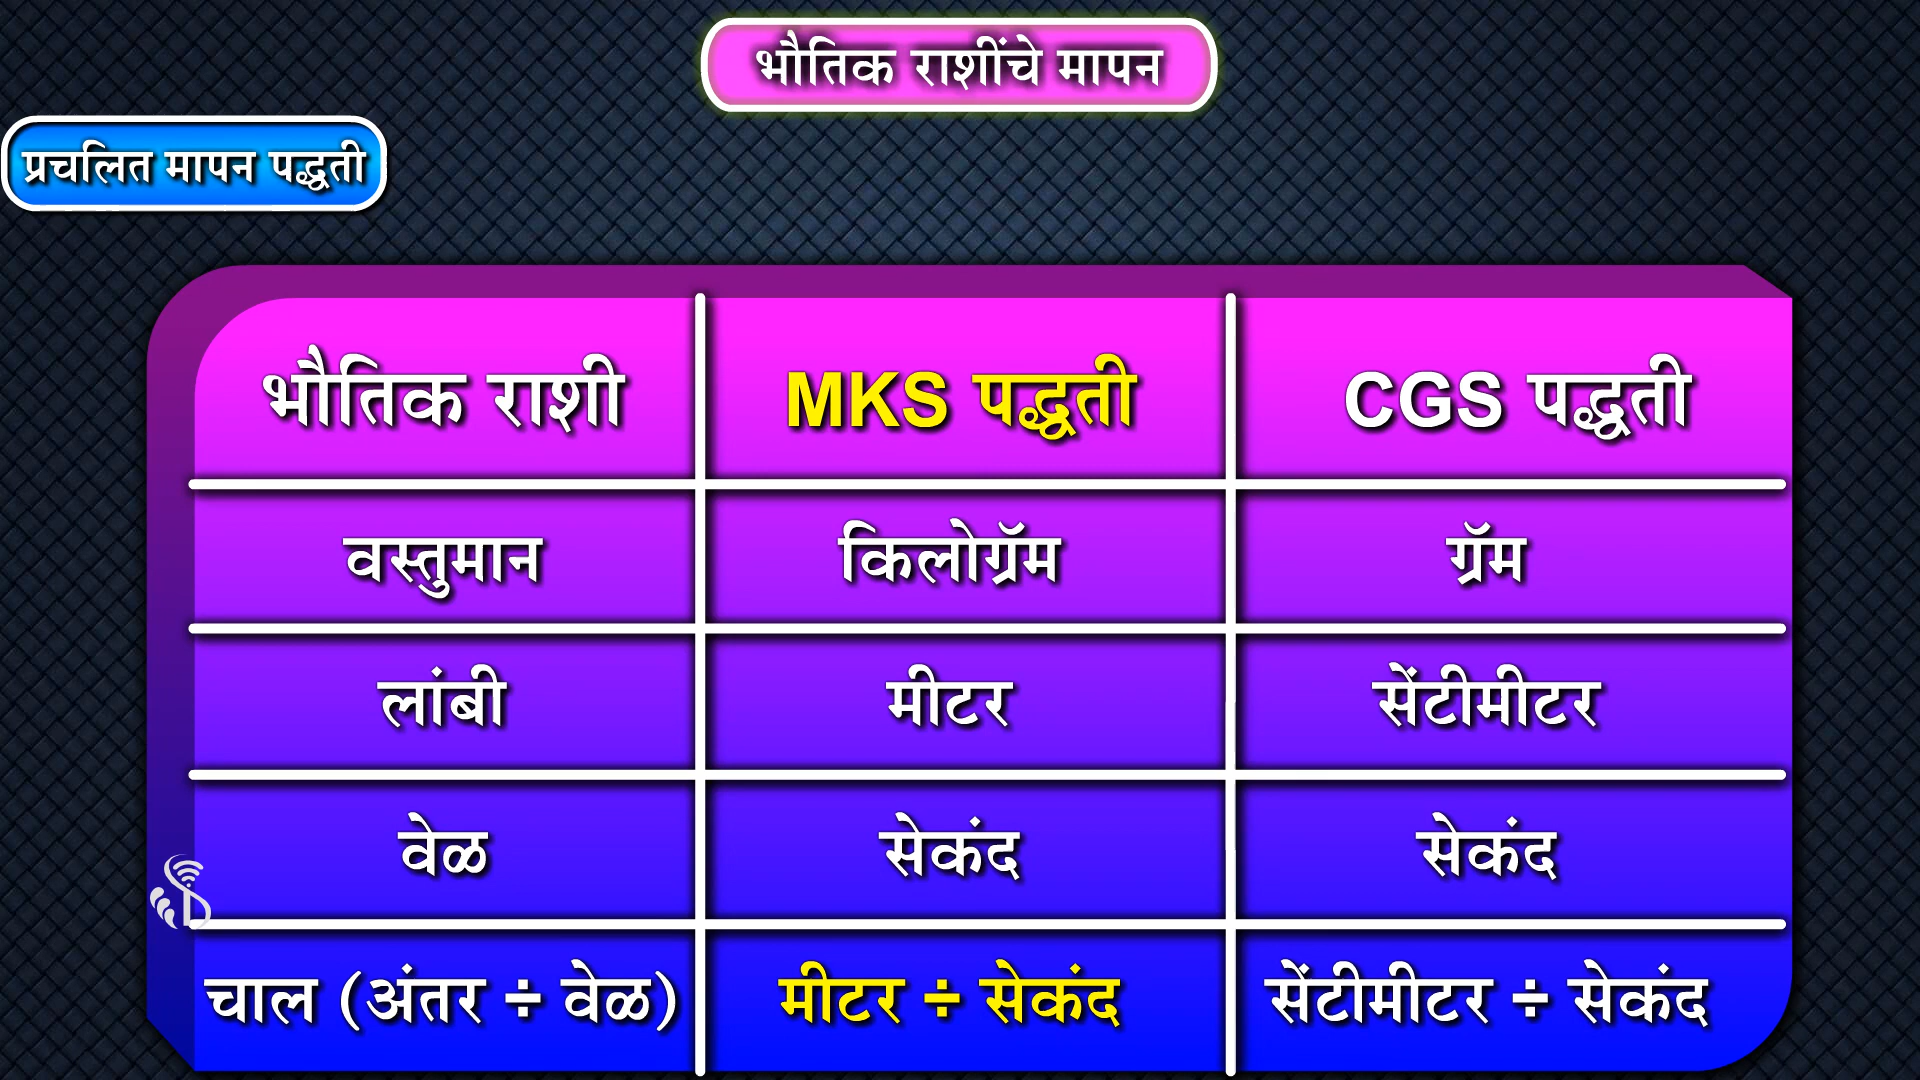 भौतिक राशींचे मापन
प्रचलित मापन पद्धती
भौतिक राशी MKS पद्धती CGS पद्धती
वस्तुमान किलोग्रॅम ग्रॅम
लांबी मीटर सेंटीमीटर
वेळ सेकंद सेकंद
चाल (अंतर ÷ वेळ) मीटर ÷ सेकंद सेंटीमीटर ÷ सेकंद